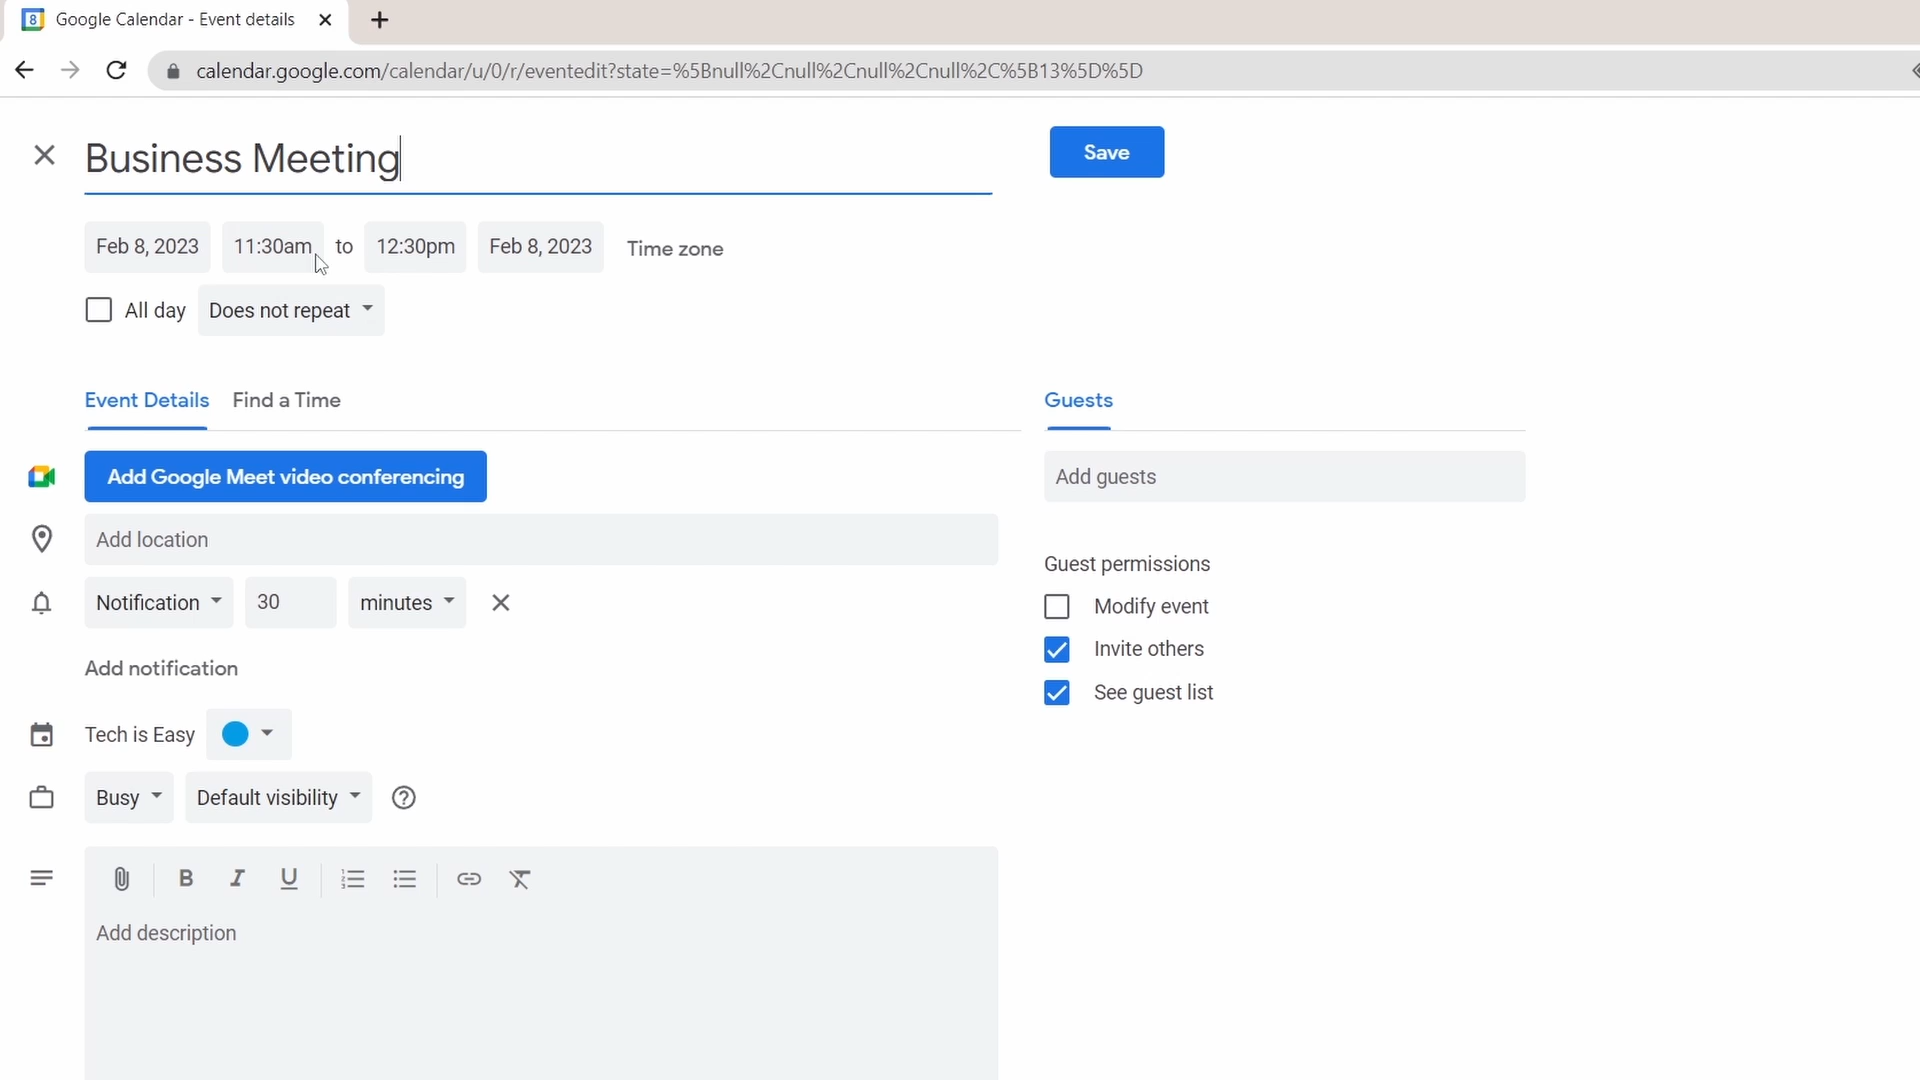 8 Google Calendar - Event details
calendar.google.com/calendar/u/0/r/eventedit?state=%5Bnull%2Cnull%2Cnull%2Cnull%2C%5B13%5D%5D
Business Meeting
Save
Feb 8, 2023 11:30am to 12:30pm Feb 8, 2023 Time zone
All day Does not repeat
Event Details Find a Time
Guests
Add Google Meet video conferencing
Add guests
Add location
Guest permissions
Notification 30 minutes
Modify event
Invite others
Add notification
See guest list
Tech is Easy
Busy Default visibility
B I U
Add description